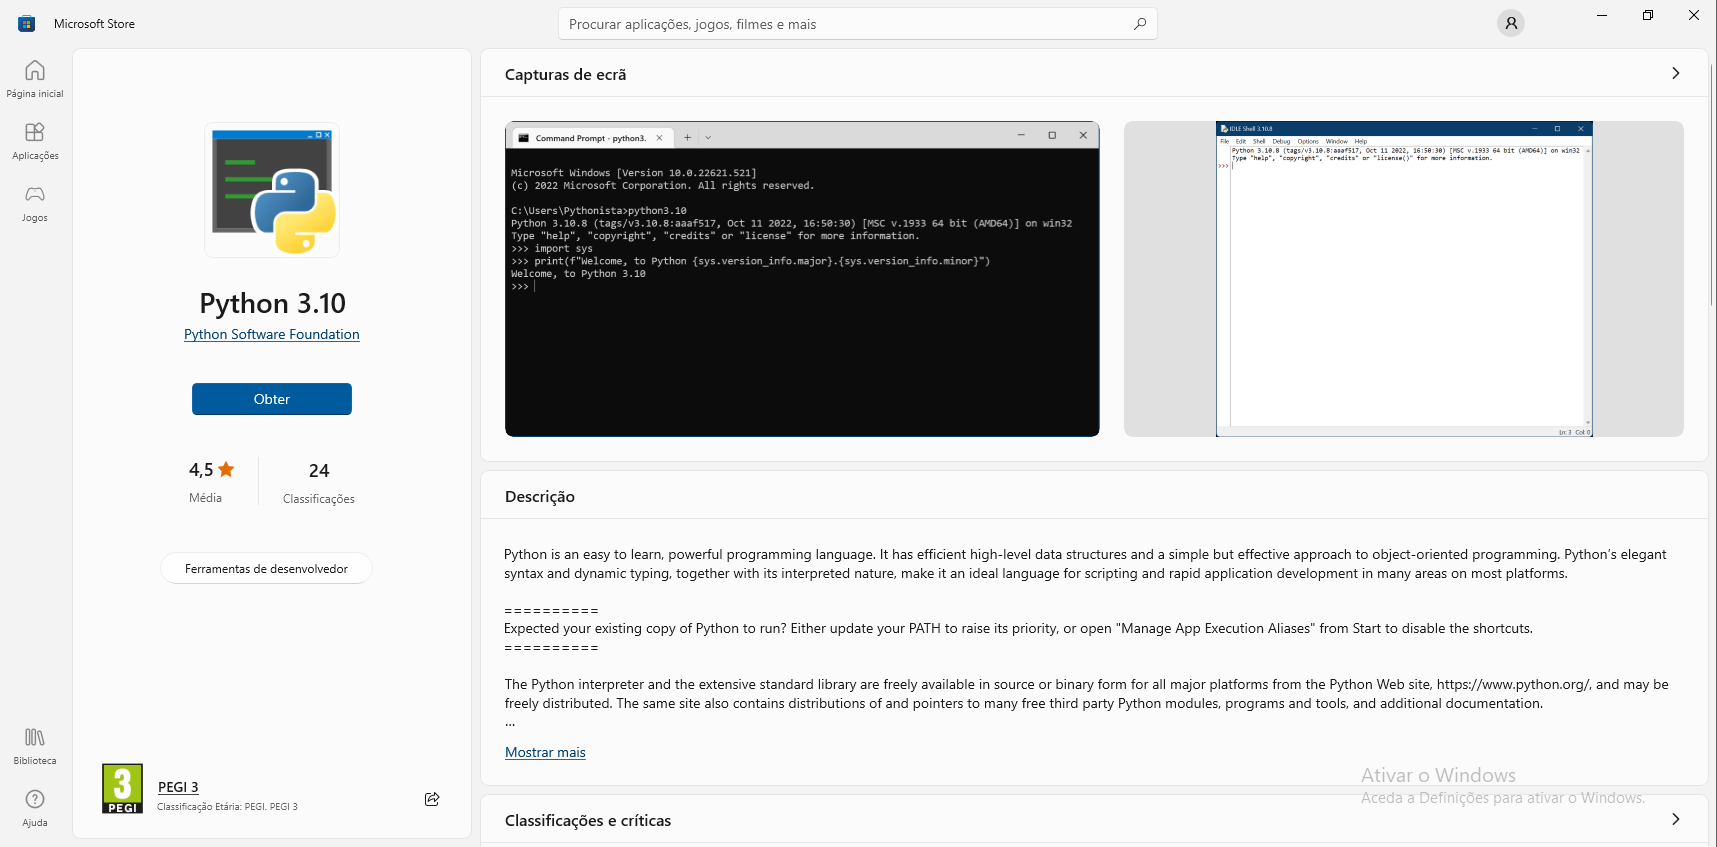 Microsoft Store
Procurar aplicações, jogos, filmes e mais
Página inicial
Aplicações
Jogos
Biblioteca
Ajuda
Python 3.10
Python Software Foundation
Obter
4,5
Média
24
Classificações
Ferramentas de desenvolvedor
3
PEGI
PEGI 3
Classificação Etária: PEGI. PEGI 3
Capturas de ecrã
Command Prompt - python3.
Microsoft Windows [Version 10.0.22621.521]
(c) 2022 Microsoft Corporation. All rights reserved.
C:\Users\Pythonista>python3.10
Python 3.10.8 (tags/v3.10.8:aaaf517, Oct 11 2022, 16:50:30) [MSC v.1933 64 bit (AMD64)] on win32
Type "help", "copyright", "credits" or "license" for more information.
>>> import sys
>>> print(f"Welcome, to Python {sys.version_info.major}.{sys.version_info.minor}")
Welcome, to Python 3.10
>>>
IDLE Shell 3.10.8
File Edit Shell Debug Options Window Help
Python 3.10.8 (tags/v3.10.8:aaaf517, Oct 11 2022, 16:50:30) [MSC v.1933 64 bit (AMD64)] on win32
Type "help", "copyright", "credits" or "license()" for more information.
>>>
Ln: 3 Col: 0
Descrição
Python is an easy to learn, powerful programming language. It has efficient high-level data structures and a simple but effective approach to object-oriented programming. Python's elegant
syntax and dynamic typing, together with its interpreted nature, make it an ideal language for scripting and rapid application development in many areas on most platforms.
==========
Expected your existing copy of Python to run? Either update your PATH to raise its priority, or open "Manage App Execution Aliases" from Start to disable the shortcuts.
==========
The Python interpreter and the extensive standard library are freely available in source or binary form for all major platforms from the Python Web site, https://www.python.org/, and may be
freely distributed. The same site also contains distributions of and pointers to many free third party Python modules, programs and tools, and additional documentation.
...
Mostrar mais
Ativar o Windows
Aceda a Definições para ativar o Windows.
Classificações e críticas